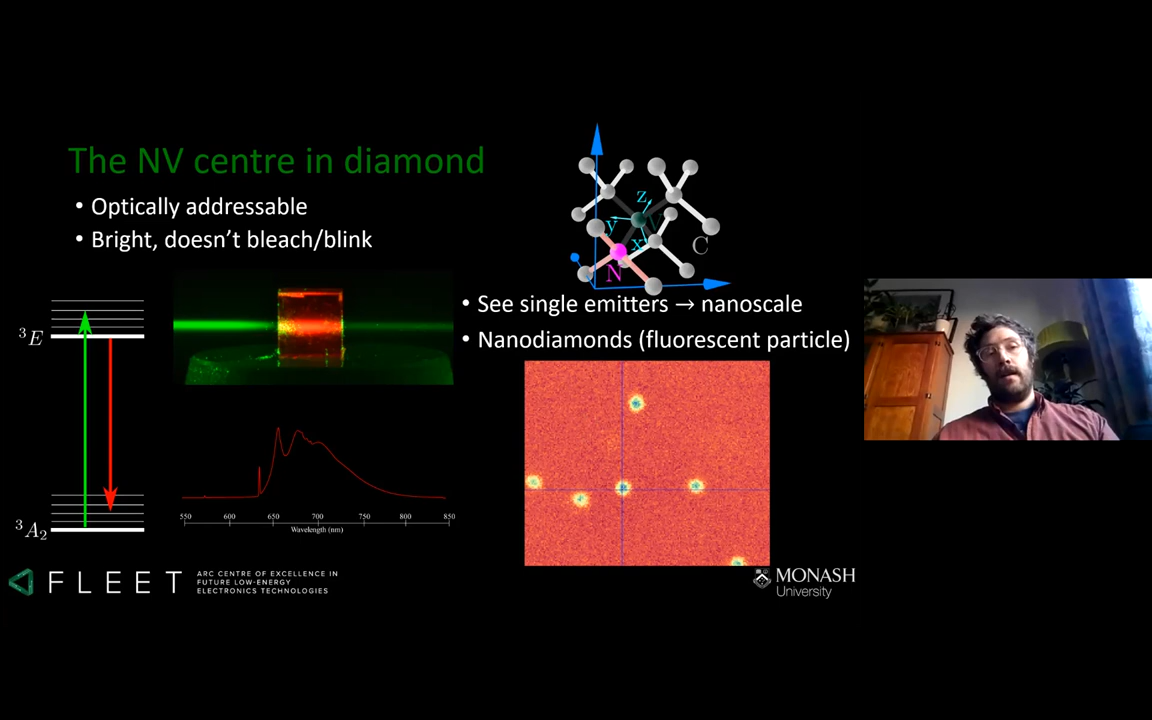 The NV centre in diamond
• Optically addressable
• Bright, doesn’t bleach/blink
z
y
x
V
C
N
• See single emitters → nanoscale
• Nanodiamonds (fluorescent particle)
³E
³A₂
550 600 650 700 750 800 850
Wavelength (nm)
FLEET
ARC CENTRE OF EXCELLENCE IN
FUTURE LOW-ENERGY
ELECTRONICS TECHNOLOGIES
MONASH
University